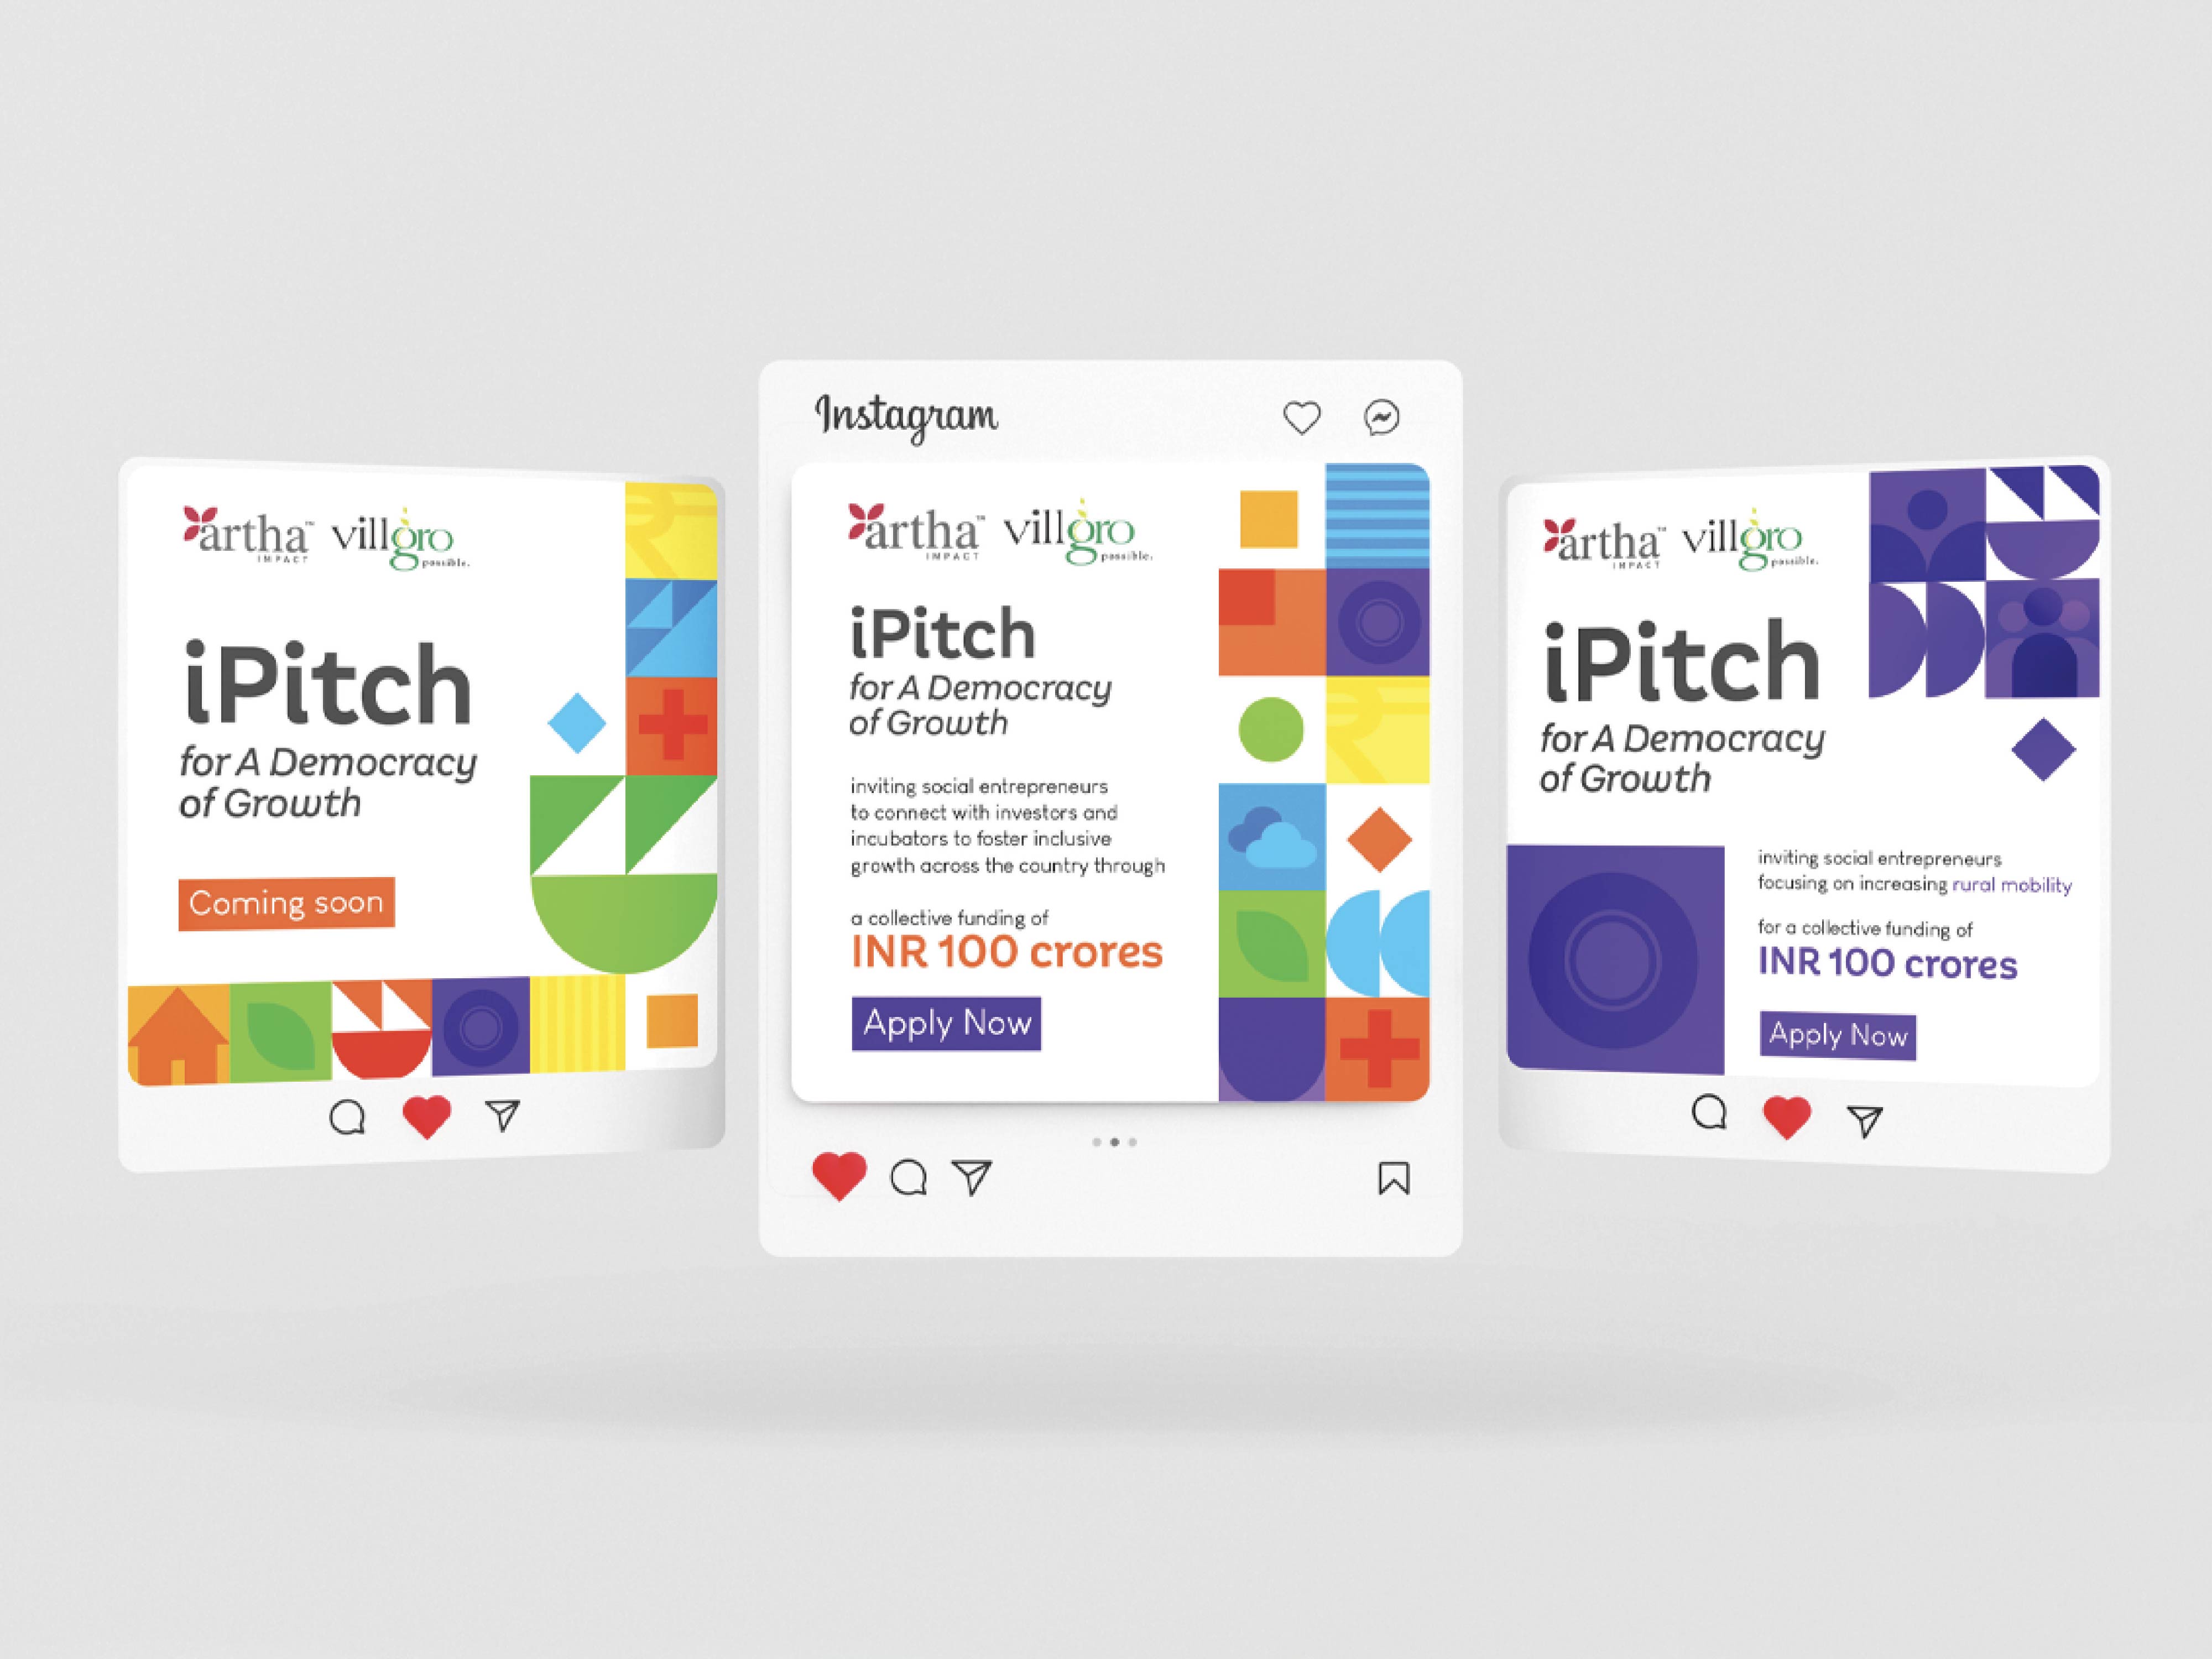 artha™ villgro
IMPACT possible.
iPitch
for A Democracy
of Growth
Coming soon
Instagram
artha™ villgro
IMPACT possible.
iPitch
for A Democracy
of Growth
inviting social entrepreneurs
to connect with investors and
incubators to foster inclusive
growth across the country through
a collective funding of
INR 100 crores
Apply Now
artha™ villgro
IMPACT possible.
iPitch
for A Democracy
of Growth
inviting social entrepreneurs
focusing on increasing rural mobility
for a collective funding of
INR 100 crores
Apply Now